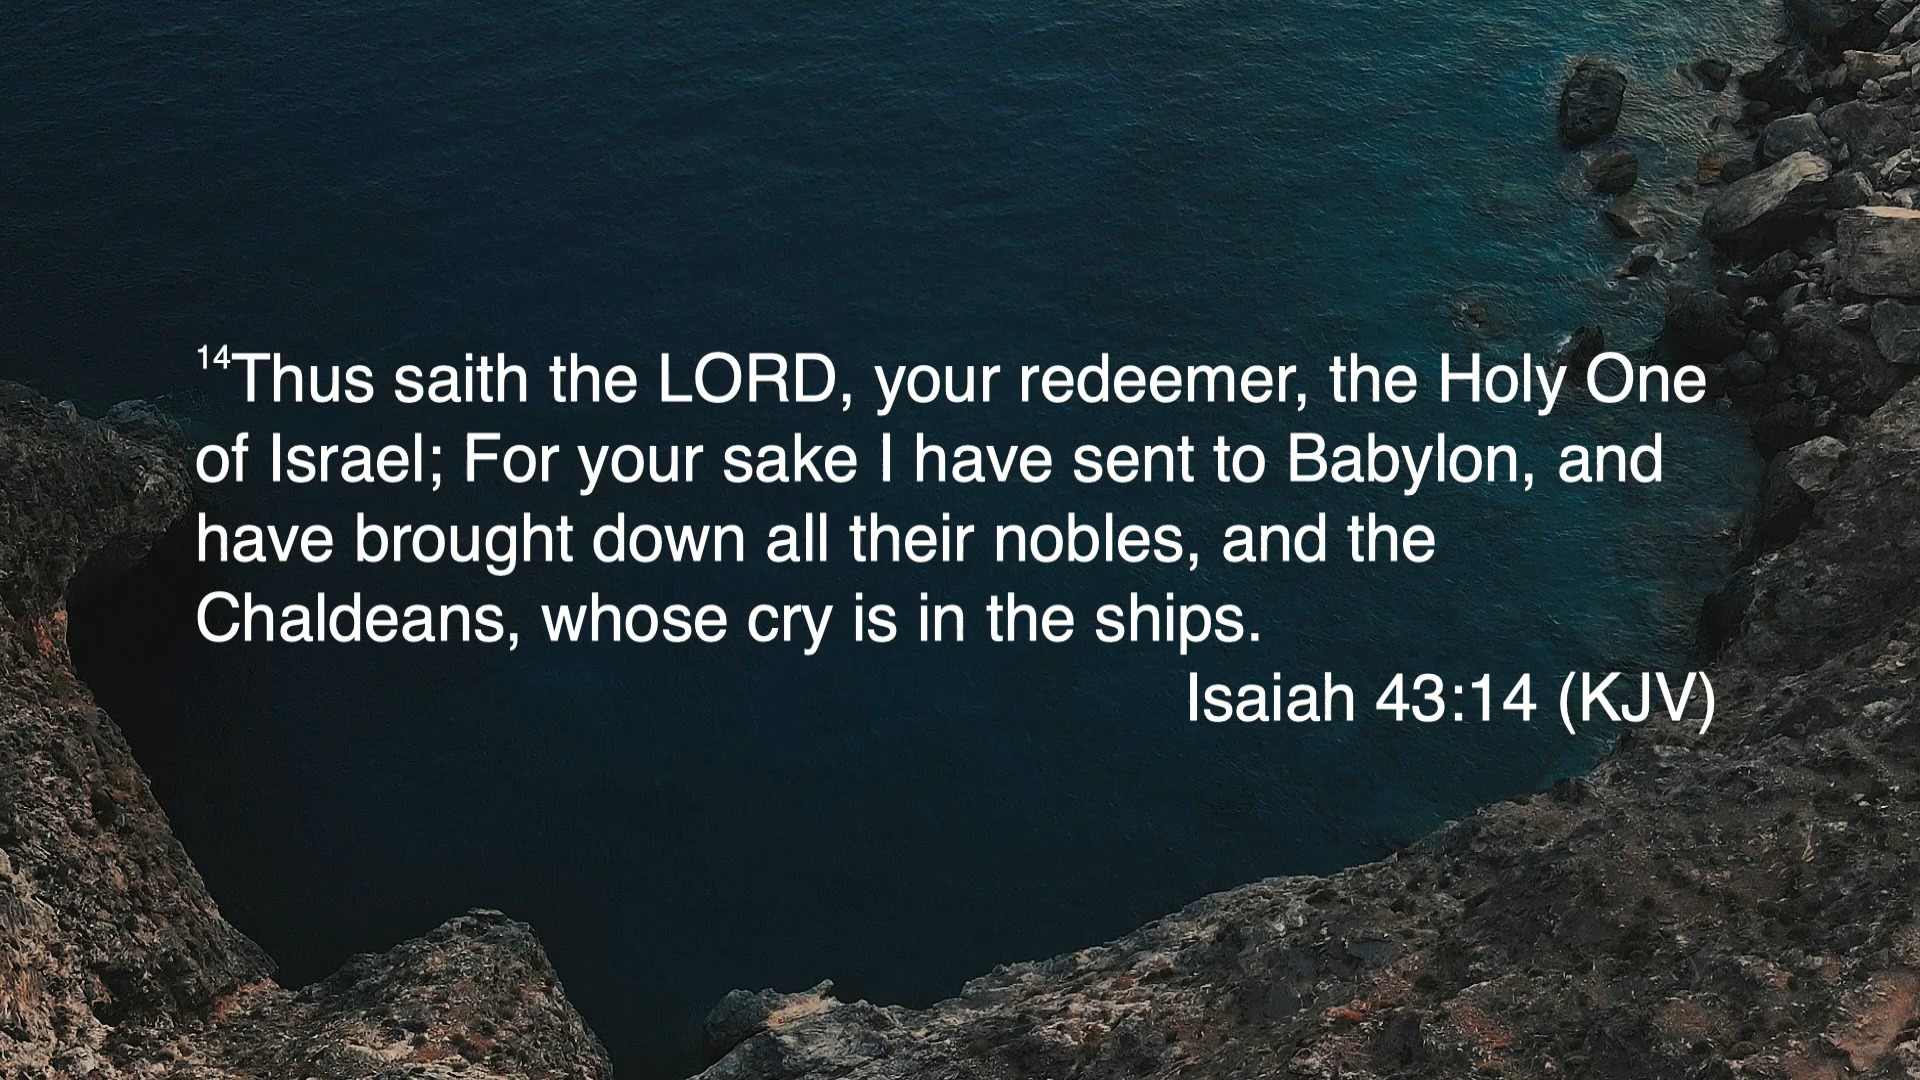 14Thus saith the LORD, your redeemer, the Holy One
of Israel; For your sake I have sent to Babylon, and
have brought down all their nobles, and the
Chaldeans, whose cry is in the ships.
Isaiah 43:14 (KJV)